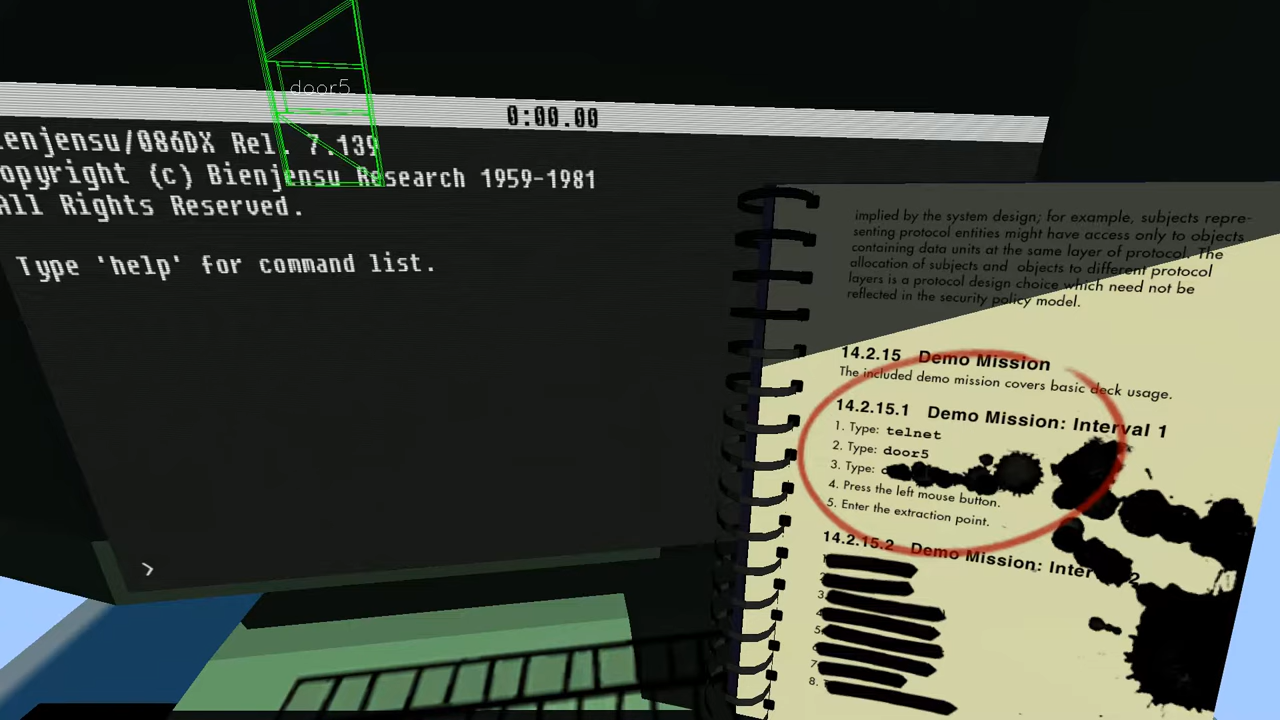 door5
0:00.00
ienjensu/086DX Rel. 7.139
opyright (c) Bienjensu Research 1959-1981
All Rights Reserved.
Type 'help' for command list.
>
implied by the system design; for example, subjects repre-
senting protocol entities might have access only to objects
containing data units at the same layer of protocol. The
allocation of subjects and objects to different protocol
layers is a protocol design choice which need not be
reflected in the security policy model.
14.2.15 Demo Mission
The included demo mission covers basic deck usage.
14.2.15.1 Demo Mission: Interval 1
1. Type: telnet
2. Type: door5
3. Type:
4. Press the left mouse button.
5. Enter the extraction point.
14.2.15.2 Demo Mission: Inter 2
2
3.
4
5
6
7
8.